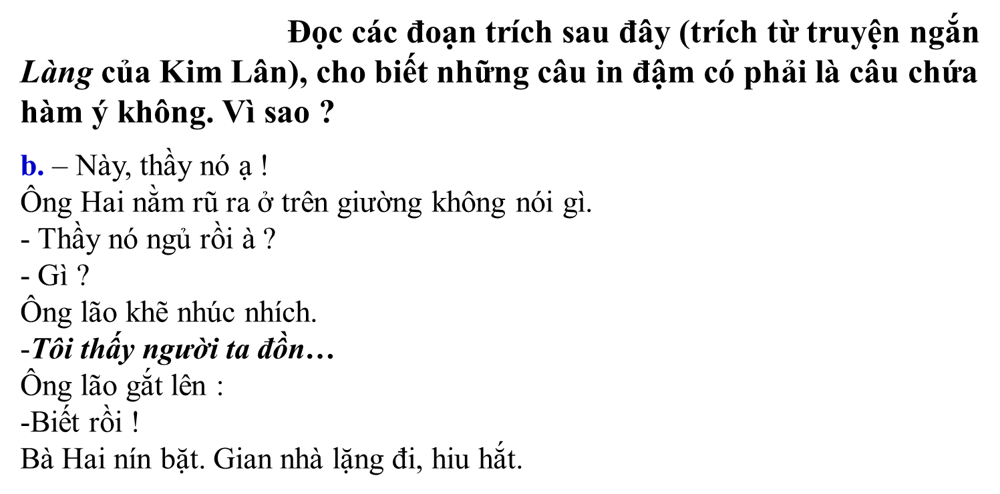 Đọc các đoạn trích sau đây (trích từ truyện ngắn
Làng của Kim Lân), cho biết những câu in đậm có phải là câu chứa
hàm ý không. Vì sao ?
b. – Này, thầy nó ạ !
Ông Hai nằm rũ ra ở trên giường không nói gì.
- Thầy nó ngủ rồi à ?
- Gì ?
Ông lão khẽ nhúc nhích.
-Tôi thấy người ta đồn…
Ông lão gắt lên :
-Biết rồi !
Bà Hai nín bặt. Gian nhà lặng đi, hiu hắt.